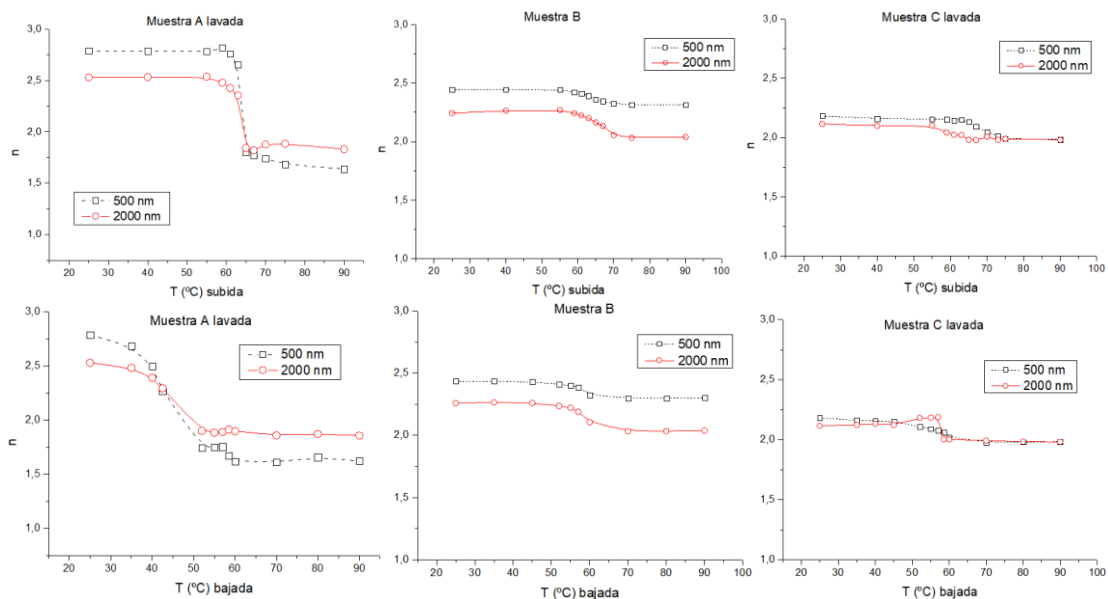 Muestra A lavada
3,0
2,5
2,0
1,5
1,0
n
500 nm
2000 nm
20 30 40 50 60 70 80 90
T (ºC) subida
Muestra B
3,0
2,5
2,0
1,5
1,0
n
500 nm
2000 nm
20 30 40 50 60 70 80 90 100
T (ºC) subida
Muestra C lavada
3,0
2,5
2,0
1,5
1,0
n
500 nm
2000 nm
20 30 40 50 60 70 80 90 100
T (ºC) subida
Muestra A lavada
3,0
2,5
2,0
1,5
1,0
n
500 nm
2000 nm
20 30 40 50 60 70 80 90
T (ºC) bajada
Muestra B
3,0
2,5
2,0
1,5
1,0
n
500 nm
2000 nm
20 30 40 50 60 70 80 90 100
T (ºC) bajada
Muestra C lavada
3,0
2,5
2,0
1,5
1,0
n
500 nm
2000 nm
20 30 40 50 60 70 80 90 100
T (ºC) bajada